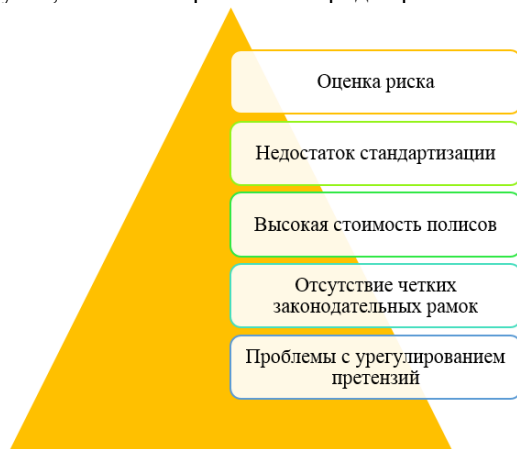 Оценка риска
Недостаток стандартизации
Высокая стоимость полисов
Отсутствие четких
законодательных рамок
Проблемы с урегулированием
претензий